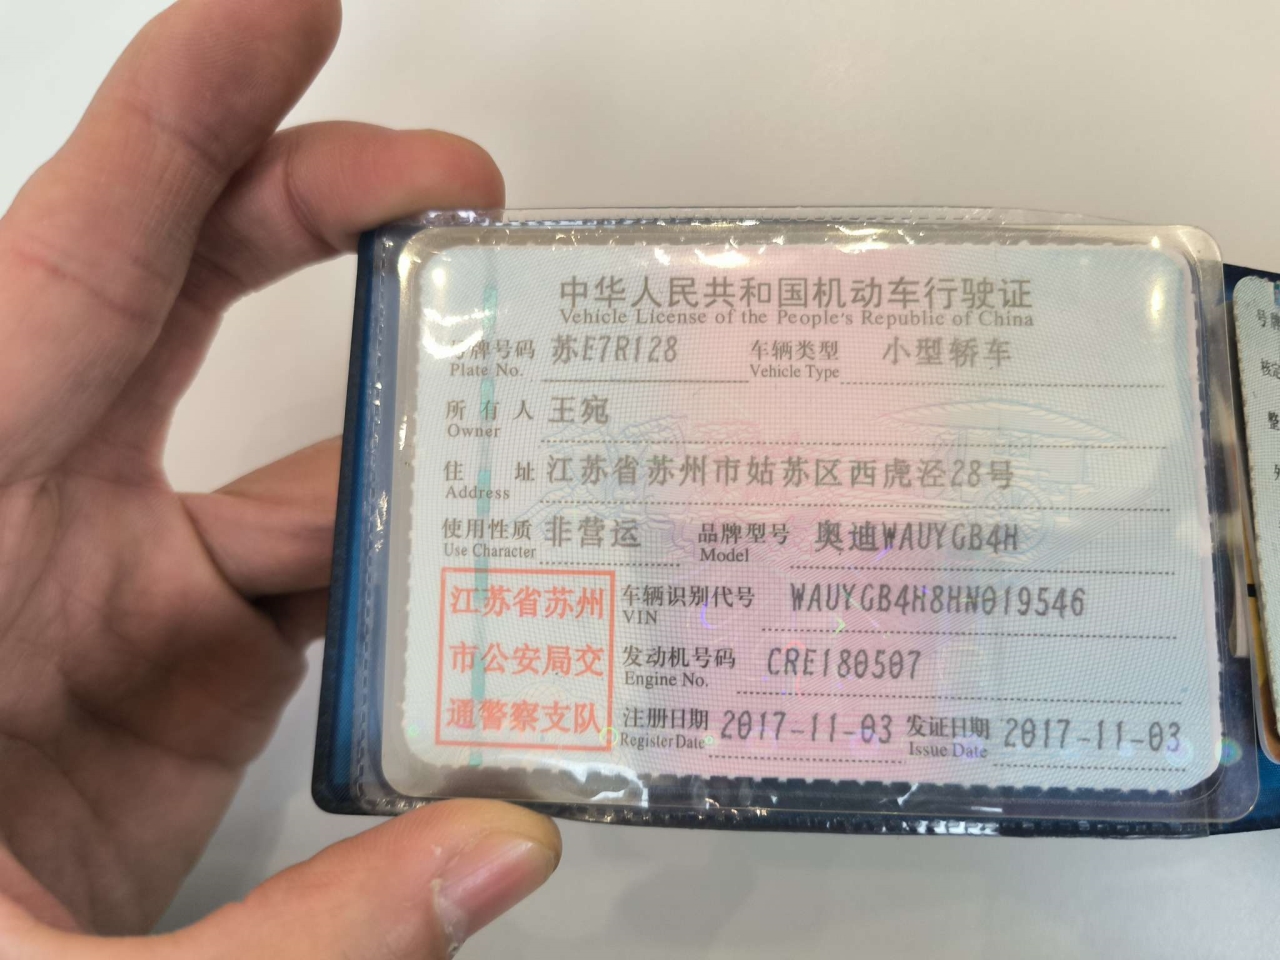 中华人民共和国机动车行驶证
Vehicle License of the People's Republic of China
号牌号码 苏E7R128 车辆类型 小型轿车
Plate No. Vehicle Type
所有人 王宛
Owner
住址 江苏省苏州市姑苏区西虎泾28号
Address
使用性质 非营运 品牌型号 奥迪WAUYGB4H
Use Character Model
江苏省苏州
市公安局交
通警察支队
车辆识别代号 WAUYGB4H8HN019546
VIN
发动机号码 CRE180507
Engine No.
注册日期 2017-11-03 发证日期 2017-11-03
Register Date Issue Date
号牌